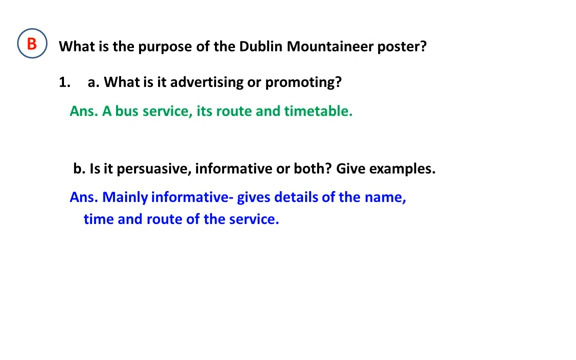 B What is the purpose of the Dublin Mountaineer poster?
1. a. What is it advertising or promoting?
Ans. A bus service, its route and timetable.
b. Is it persuasive, informative or both? Give examples.
Ans. Mainly informative- gives details of the name,
time and route of the service.